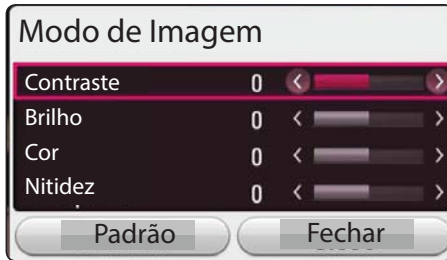 Modo de Imagem
Contraste 0
Brilho 0
Cor 0
Nitidez 0
Padrão Fechar